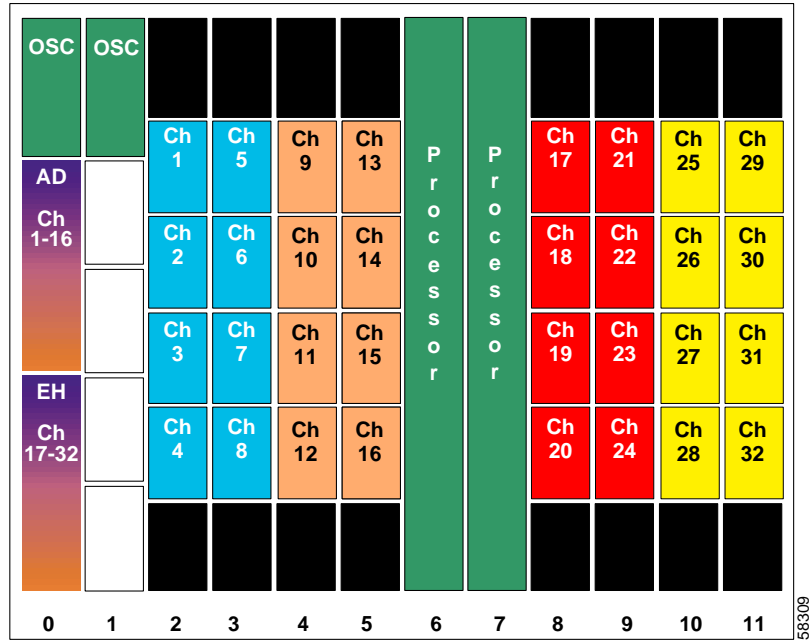 OSC OSC
AD
Ch
1-16
EH
Ch
17-32
Ch
1
Ch
2
Ch
3
Ch
4
Ch
5
Ch
6
Ch
7
Ch
8
Ch
9
Ch
10
Ch
11
Ch
12
Ch
13
Ch
14
Ch
15
Ch
16
Processor
Processor
Ch
17
Ch
18
Ch
19
Ch
20
Ch
21
Ch
22
Ch
23
Ch
24
Ch
25
Ch
26
Ch
27
Ch
28
Ch
29
Ch
30
Ch
31
Ch
32
0 1 2 3 4 5 6 7 8 9 10 11
58309